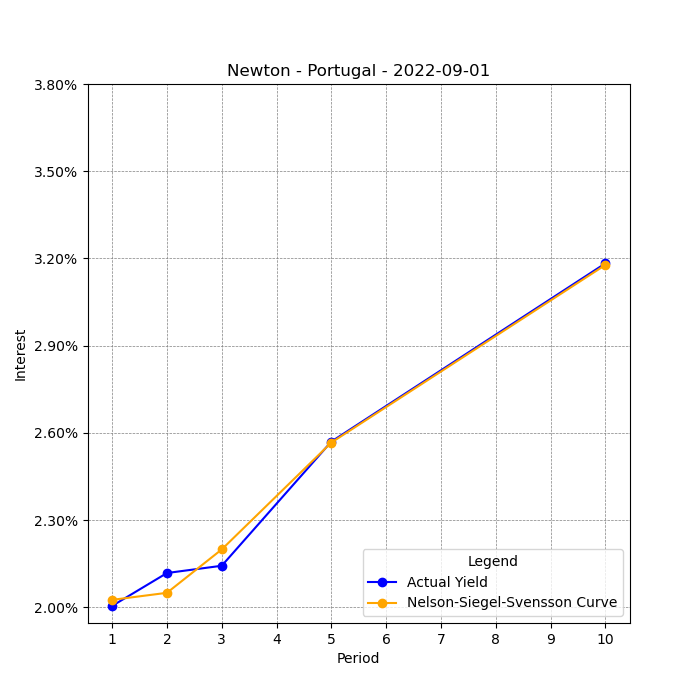 Newton - Portugal - 2022-09-01
3.80%
3.50%
3.20%
2.90%
2.60%
2.30%
2.00%
Interest
Legend
Actual Yield
Nelson-Siegel-Svensson Curve
1 2 3 4 5 6 7 8 9 10
Period